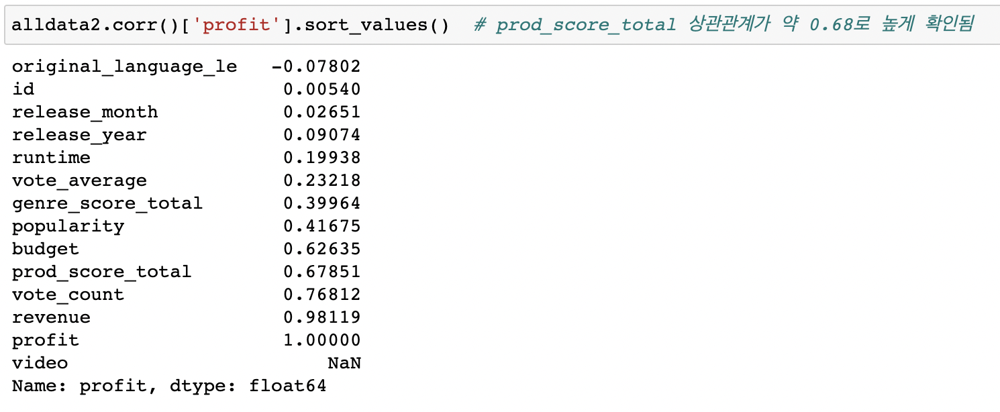 alldata2.corr()['profit'].sort_values()  # prod_score_total 상관관계가 약 0.68로 높게 확인됨
original_language_le   -0.07802
id                      0.00540
release_month           0.02651
release_year            0.09074
runtime                 0.19938
vote_average            0.23218
genre_score_total       0.39964
popularity              0.41675
budget                  0.62635
prod_score_total        0.67851
vote_count              0.76812
revenue                 0.98119
profit                  1.00000
video                       NaN
Name: profit, dtype: float64